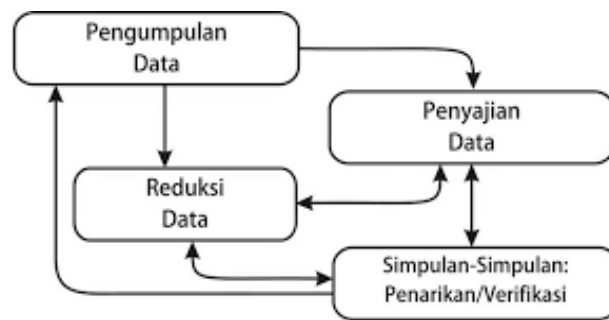 Pengumpulan
Data
Penyajian
Data
Reduksi
Data
Simpulan-Simpulan:
Penarikan/Verifikasi